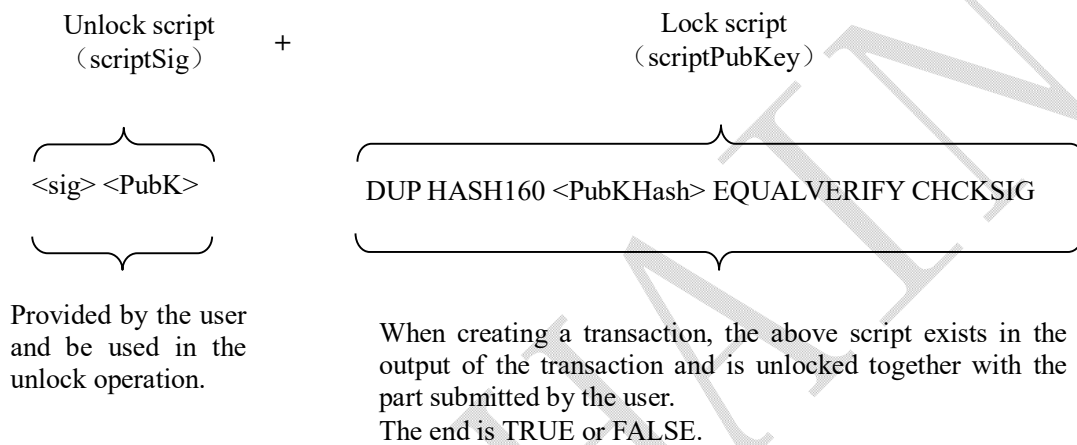 Unlock script
（scriptSig）
+
Lock script
（scriptPubKey）
<sig> <PubK>
DUP HASH160 <PubKHash> EQUALVERIFY CHCKSIG
Provided by the user
and be used in the
unlock operation.
When creating a transaction, the above script exists in the
output of the transaction and is unlocked together with the
part submitted by the user.
The end is TRUE or FALSE.
HAIN